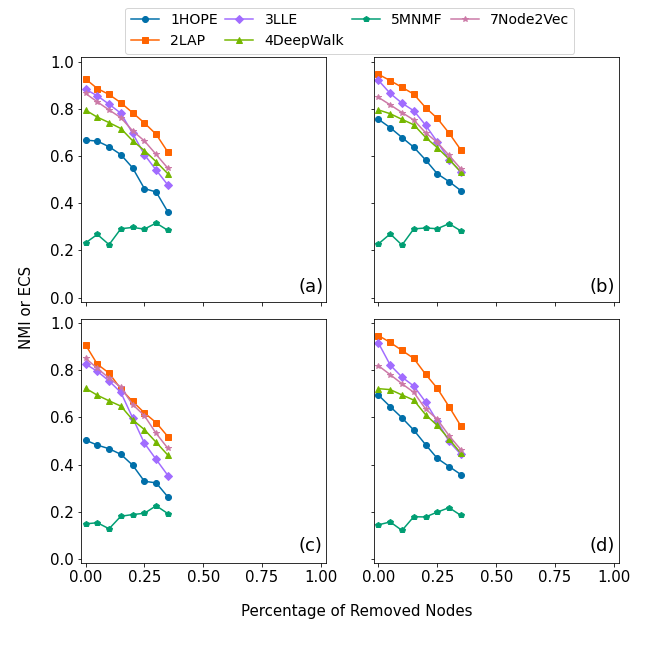 1HOPE 3LLE 5MNMF 7Node2Vec
2LAP 4DeepWalk
1.0
0.8
0.6
0.4
0.2
0.0
(a) (b)
NMI or ECS
1.0
0.8
0.6
0.4
0.2
0.0
(c) (d)
0.00 0.25 0.50 0.75 1.00 0.00 0.25 0.50 0.75 1.00
Percentage of Removed Nodes